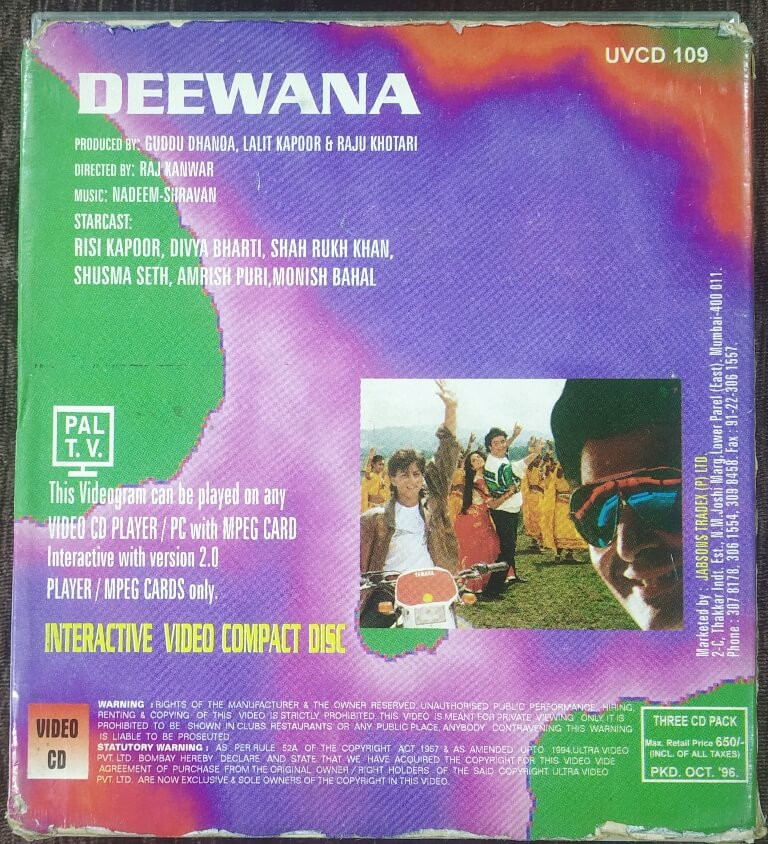 UVCD 109
DEEWANA
PRODUCED BY: GUDDU DHANOA, LALIT KAPOOR & RAJU KHOTARI
DIRECTED BY: RAJ KANWAR
MUSIC: NADEEM-SHRAVAN
STARCAST:
RISI KAPOOR, DIVYA BHARTI, SHAH RUKH KHAN,
SHUSMA SETH, AMRISH PURI,MONISH BAHAL
PAL
T. V.
This Videogram can be played on any
VIDEO CD PLAYER / PC with MPEG CARD
Interactive with version 2.0
PLAYER / MPEG CARDS only.
INTERACTIVE VIDEO COMPACT DISC
YAMAHA
Marketed by : JABSONS TRADEX (P) LTD.
2-C, Thakkar Indt. Est., N.M.Joshi Marg,Lower Parel (East). Mumbai-400 011.
Phone : 307 8178, 306 1554, 309 8458. Fax : 91-22-306 1557.
VIDEO
CD
WARNING : RIGHTS OF THE MANUFACTURER & THE OWNER RESERVED. UNAUTHORISED PUBLIC PERFORMANCE, HIRING,
RENTING & COPYING OF THIS VIDEO IS STRICTLY PROHIBITED. THIS VIDEO IS MEANT FOR PRIVATE VIEWING ONLY. IT IS
PROHIBITED TO BE SHOWN IN CLUBS, RESTAURANTS OR ANY PUBLIC PLACE, ANYBODY CONTRAVENING THIS WARNING
IS LIABLE TO BE PROSEUTED.
STATUTORY WARNING : AS PER RULE 52A OF THE COPYRIGHT ACT 1957 & AS AMENDED UPTO 1994,ULTRA VIDEO
PVT. LTD. BOMBAY HEREBY DECLARE AND STATE THAT WE HAVE ACQUIRED THE COPYRIGHT FOR THIS VIDEO VIDE
AGREEMENT OF PURCHASE FROM THE ORIGINAL OWNER / RIGHT HOLDERS OF THE SAID COPYRIGHT ULTRA VIDEO
PVT. LTD. ARE NOW EXCLUSIVE & SOLE OWNERS OF THE COPYRIGHT IN THIS VIDEO.
THREE CD PACK
Max. Retail Price 650/-
(INCL. OF ALL TAXES)
PKD. OCT. '96.